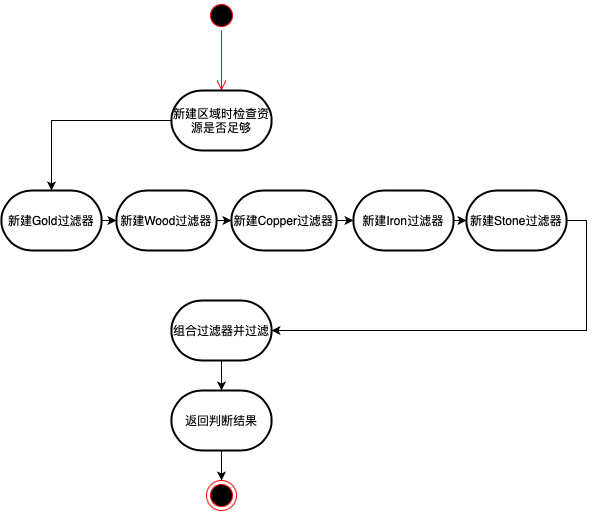 新建区域时检查资
源是否足够
新建Gold过滤器
新建Wood过滤器
新建Copper过滤器
新建Iron过滤器
新建Stone过滤器
组合过滤器并过滤
返回判断结果